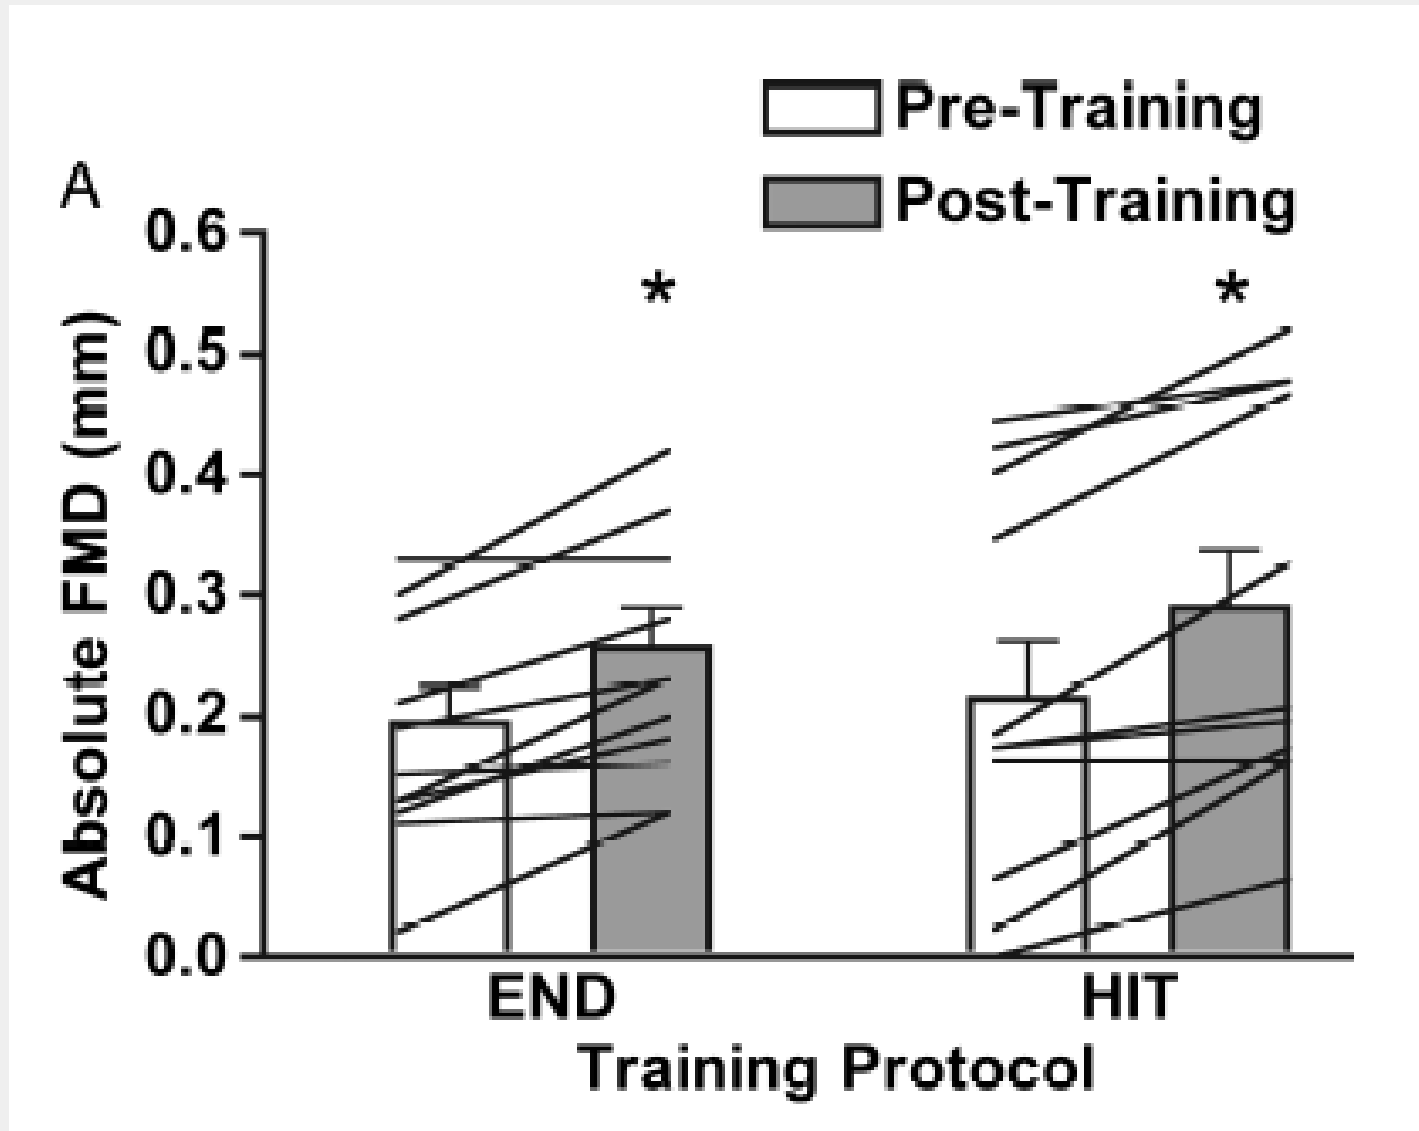 Pre-Training
Post-Training
A
*
*
0.6
0.5
0.4
0.3
0.2
0.1
0.0
Absolute FMD (mm)
END
HIT
Training Protocol